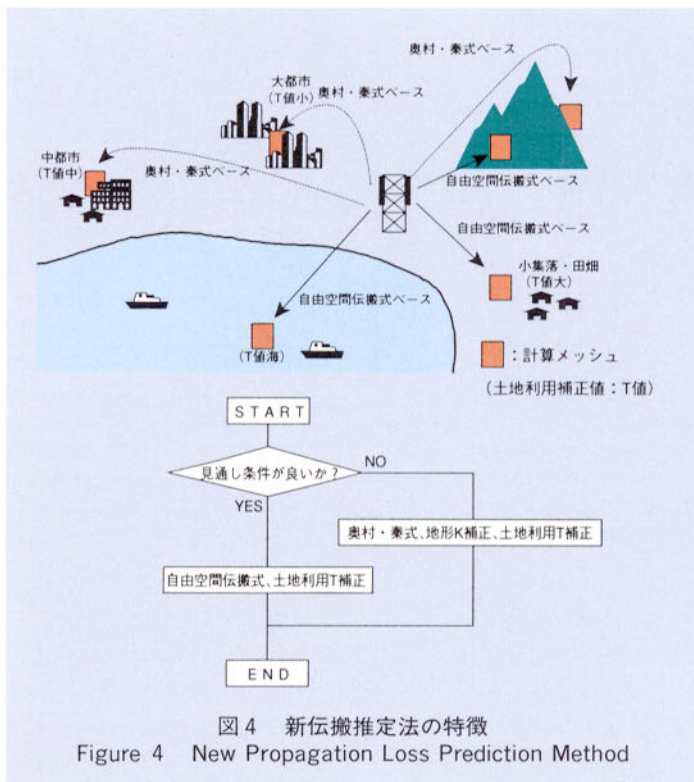 奥村・秦式ベース
大都市
(T値小)
奥村・秦式ベース
中都市
(T値中)
奥村・秦式ベース
自由空間伝搬式ベース
自由空間伝搬式ベース
小集落・田畑
(T値大)
自由空間伝搬式ベース
(T値海)
：計算メッシュ
(土地利用補正値：T値)
START
見通し条件が良いか？
NO
YES
奥村・秦式、地形K補正、土地利用T補正
自由空間伝搬式、土地利用T補正
END
図4 新伝搬推定法の特徴
Figure 4 New Propagation Loss Prediction Method